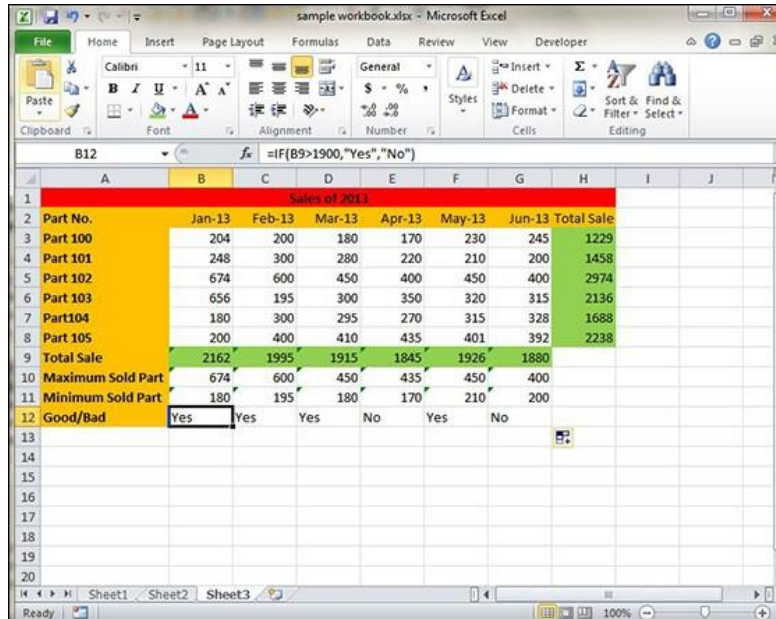 sample workbook.xlsx - Microsoft Excel
File Home Insert Page Layout Formulas Data Review View Developer
Calibri 11 General Insert Σ
Paste B I U A A $ % , Styles Delete Sort & Find &
A Format Filter Select
Clipboard Font Alignment Number Cells Editing
B12 fx =IF(B9>1900,"Yes","No")
A B C D E F G H I J
1 Sales of 2013
2 Part No. Jan-13 Feb-13 Mar-13 Apr-13 May-13 Jun-13 Total Sale
3 Part 100 204 200 180 170 230 245 1229
4 Part 101 248 300 280 220 210 200 1458
5 Part 102 674 600 450 400 450 400 2974
6 Part 103 656 195 300 350 320 315 2136
7 Part104 180 300 295 270 315 328 1688
8 Part 105 200 400 410 435 401 392 2238
9 Total Sale 2162 1995 1915 1845 1926 1880
10 Maximum Sold Part 674 600 450 435 450 400
11 Minimum Sold Part 180 195 180 170 210 200
12 Good/Bad Yes Yes Yes No Yes No
13
14
15
16
17
18
19
20
Sheet1 Sheet2 Sheet3
Ready 100%